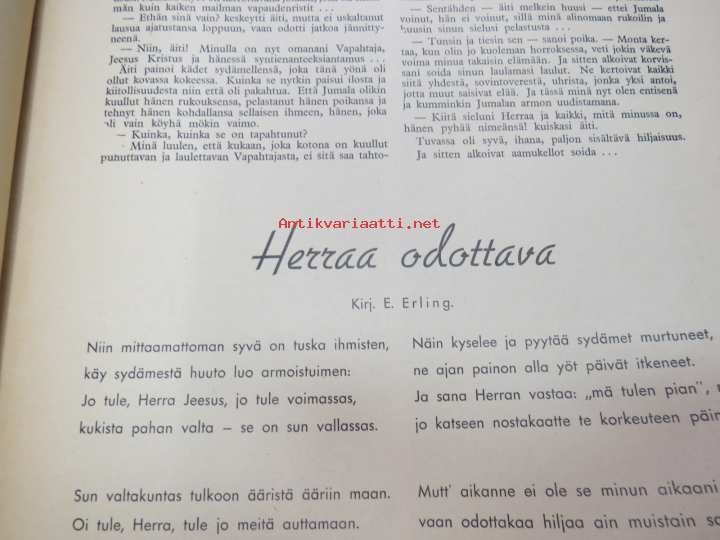 män kuin kaiken maailman vapaudenristit . . .
— Ethän sinä vain? keskeytti äiti, mutta ei uskaltanut
lausua ajatustansa loppuun, vaan odotti jatkoa jännitty-
neenä.
— Niin, äiti! Minulla on nyt omanani Vapahtaja,
Jeesus Kristus ja hänessä syntienanteeksiantamus . . .
Äiti painoi kädet sydämellensä, joka tänä yönä oli
ollut kovassa kokeessa. Kuinka se nytkin paisui ilosta ja
kiitollisuudesta niin että oli pakahtua. Että Jumala olikin
kuullut hänen rukouksensa, pelastanut hänen poikansa ja
tehnyt hänen kohdallansa sellaisen ihmeen, hänen, joka
oli vain köyhä mökin vaimo.
— Kuinka, kuinka se on tapahtunut?
Minä luulen, että kukaan, joka kotona on kuullut
puhuttavan ja laulettavan Vapahtajasta, ei sitä saa tahto-
— Sentähden — äiti melkein huusi — ettei Jumala
voinut, hän ei voinut, sillä minä alinomaan rukoilin ja
huusin sinun sielusi pelastusta . . .
— Tunsin ja tiesin sen — sanoi poika. — Monta ker-
taa, kun olin jo kuoleman horroksessa, veti jokin väkevä
voima minua takaisin elämään. Ja sitten alkoivat korvis-
sani soida sinun laulamasi laulut. Ne kertoivat kaikki
siitä yhdestä, sovintoverestä, uhrista, jonka yksi antoi,
jotta muut saisivat elää. Ja tässä minä nyt olen entisenä
ja kumminkin Jumalan armon uudistamana.
— Kiitä sieluni Herraa ja kaikki, mitä minussa on,
hänen pyhää nimeänsä! kuiskasi äiti.
Tuvassa oli syvä, ihana, paljon sisältävä hiljaisuus.
Ja sitten alkoivat aamukellot soida . . .
Antikvariaatti.net
Herraa odottava
Kirj. E. Erling.
Niin mittaamattoman syvä on tuska ihmisten,
käy sydämestä huuto luo armoistuimen:
Jo tule, Herra Jeesus, jo tule voimassas,
kukista pahan valta – se on sun vallassas.
Sun valtakuntas tulkoon ääristä ääriin maan.
Oi tule, Herra, tule jo meitä auttamaan.
Näin kyselee ja pyytää sydämet murtuneet,
ne ajan painon alla yöt päivät itkeneet.
Ja sana Herran vastaa: „mä tulen pian",
jo katseen nostakaatte te korkeuteen päin
Mutt' aikanne ei ole se minun aikaani
vaan odottakaa hiljaa ain muistain